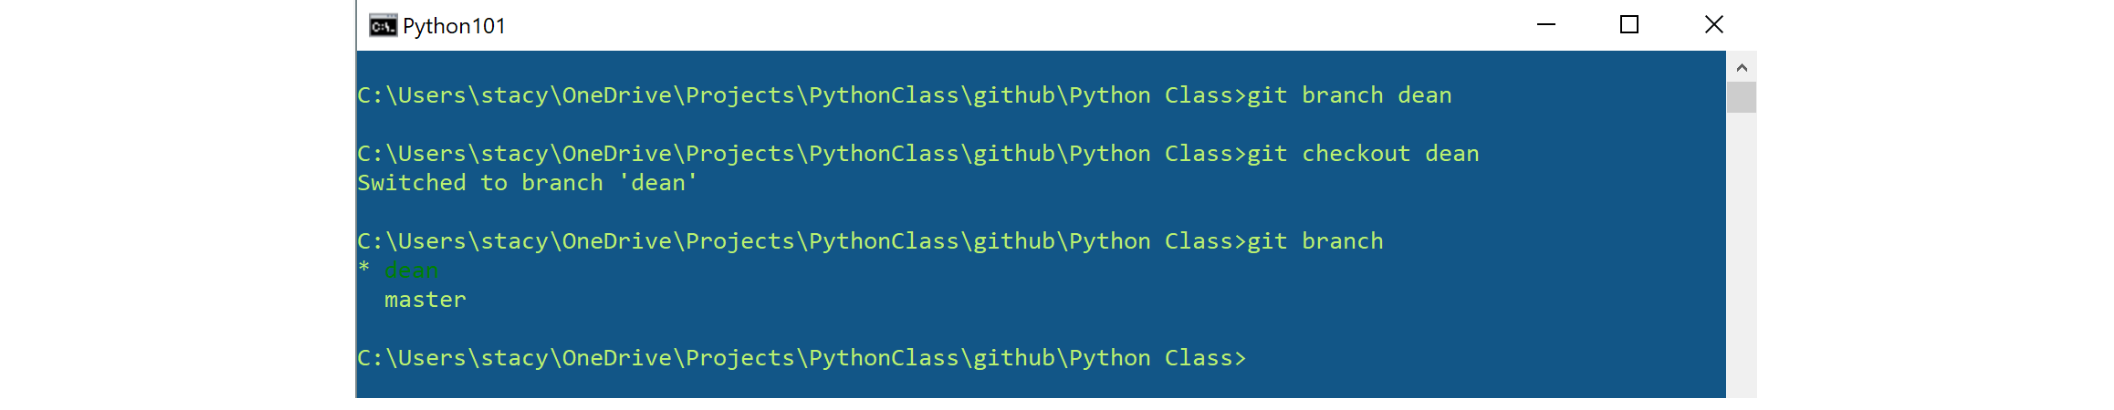 Python101
C:\Users\stacy\OneDrive\Projects\PythonClass\github\Python Class>git branch dean
C:\Users\stacy\OneDrive\Projects\PythonClass\github\Python Class>git checkout dean
Switched to branch 'dean'
C:\Users\stacy\OneDrive\Projects\PythonClass\github\Python Class>git branch
* dean
  master
C:\Users\stacy\OneDrive\Projects\PythonClass\github\Python Class>